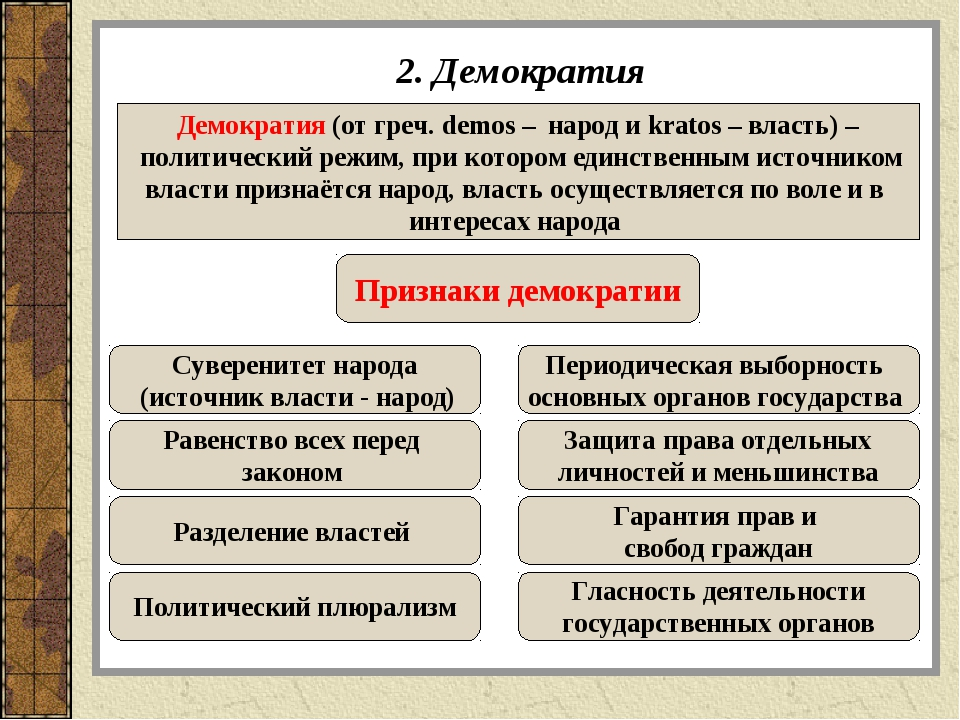 2. Демократия
Демократия (от греч. demos – народ и kratos – власть) –
политический режим, при котором единственным источником
власти признаётся народ, власть осуществляется по воле и в
интересах народа
Признаки демократии
Суверенитет народа
(источник власти - народ)
Периодическая выборность
основных органов государства
Равенство всех перед
законом
Защита права отдельных
личностей и меньшинства
Разделение властей
Гарантия прав и
свобод граждан
Политический плюрализм
Гласность деятельности
государственных органов